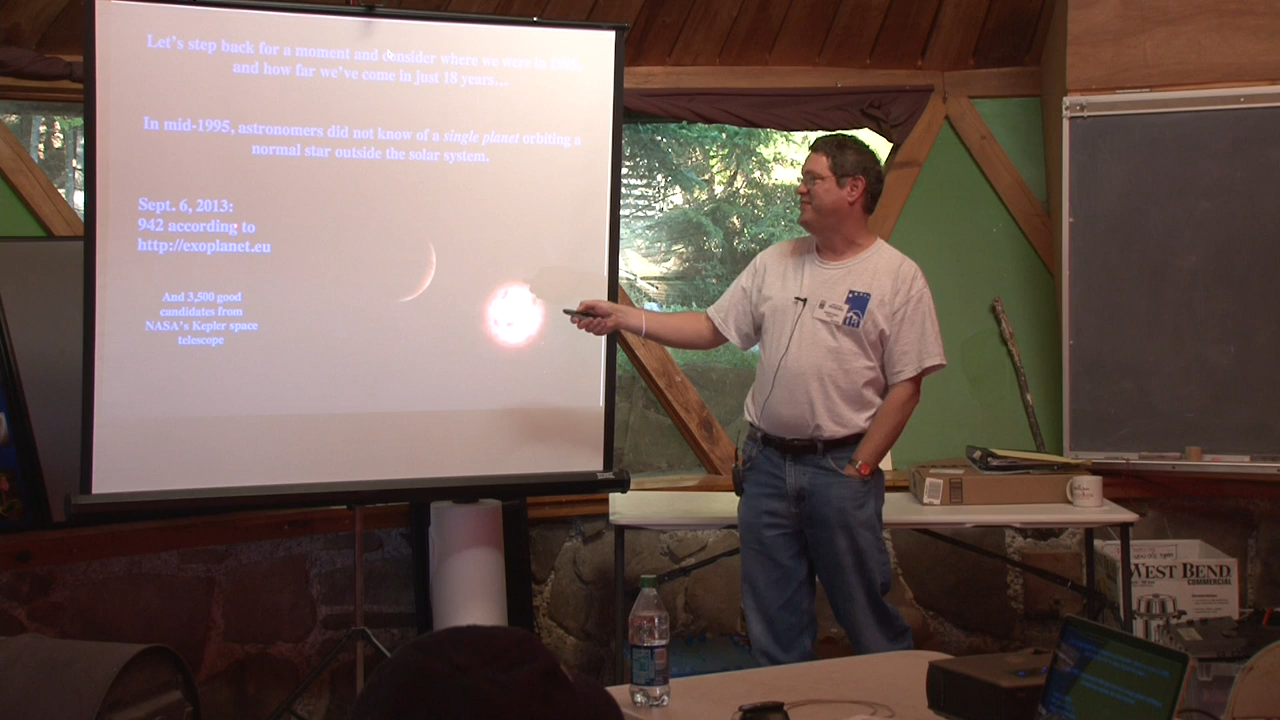 Let's step back for a moment and consider where we were in
and how far we've come in just 18 years...
In mid-1995, astronomers did not know of a single planet orbiting a
normal star outside the solar system.
Sept. 6, 2013:
942 according to
http://exoplanet.eu
And 3,500 good
candidates from
NASA's Kepler space
telescope
WEST BEND
COMMERCIAL